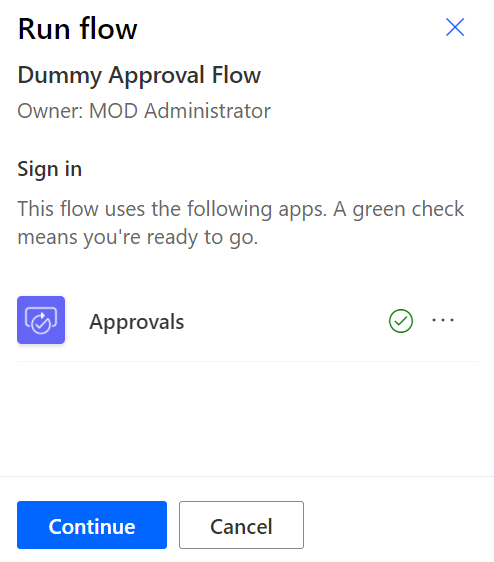 Run flow
Dummy Approval Flow
Owner: MOD Administrator
Sign in
This flow uses the following apps. A green check
means you're ready to go.
Approvals
Continue
Cancel